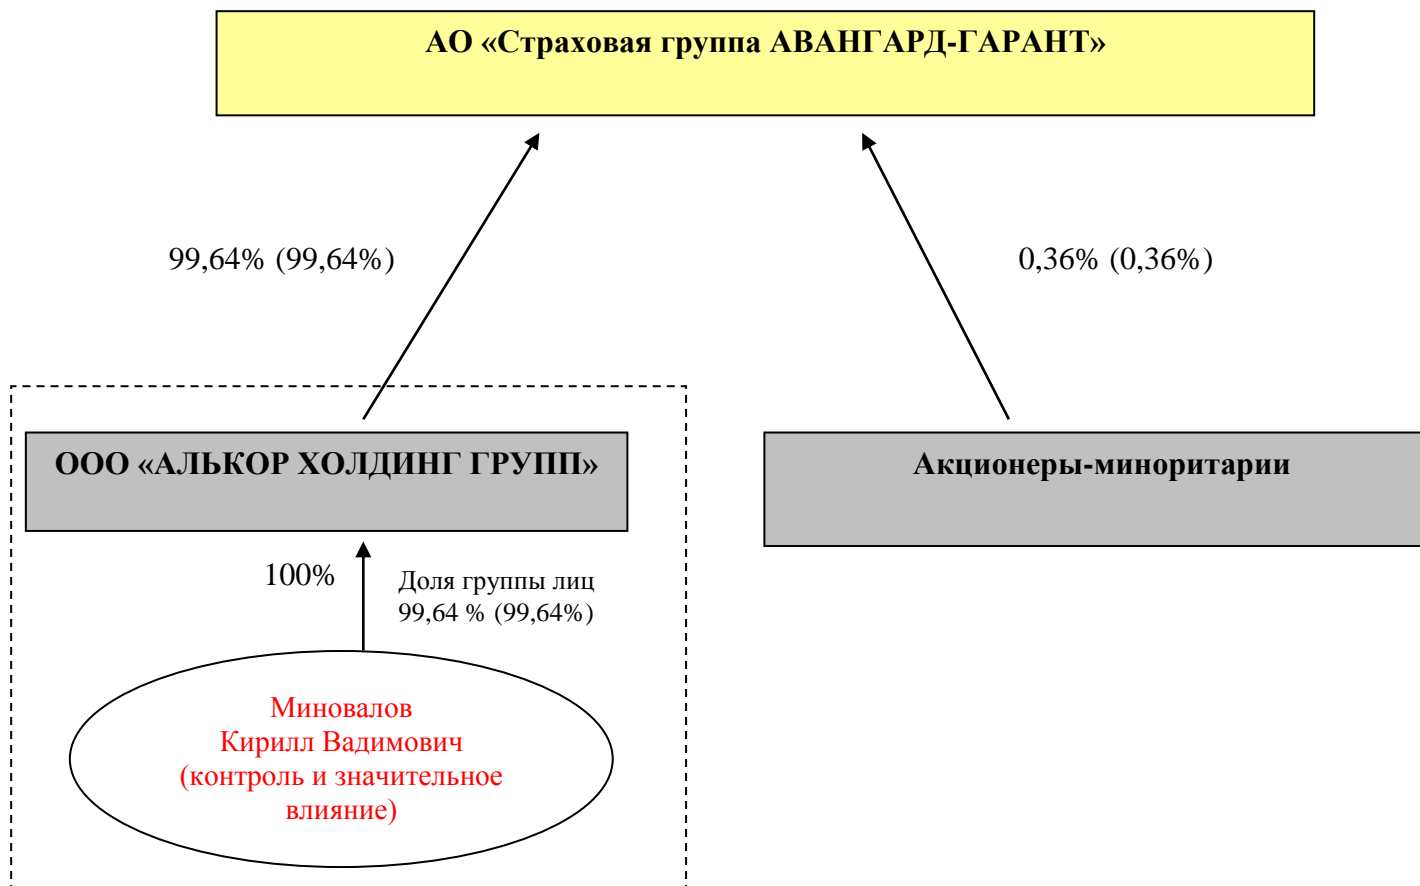 АО «Страховая группа АВАНГАРД-ГАРАНТ»
99,64% (99,64%)
0,36% (0,36%)
ООО «АЛЬКОР ХОЛДИНГ ГРУПП»
Акционеры-миноритарии
100%
Доля группы лиц
99,64 % (99,64%)
Миновалов
Кирилл Вадимович
(контроль и значительное
влияние)